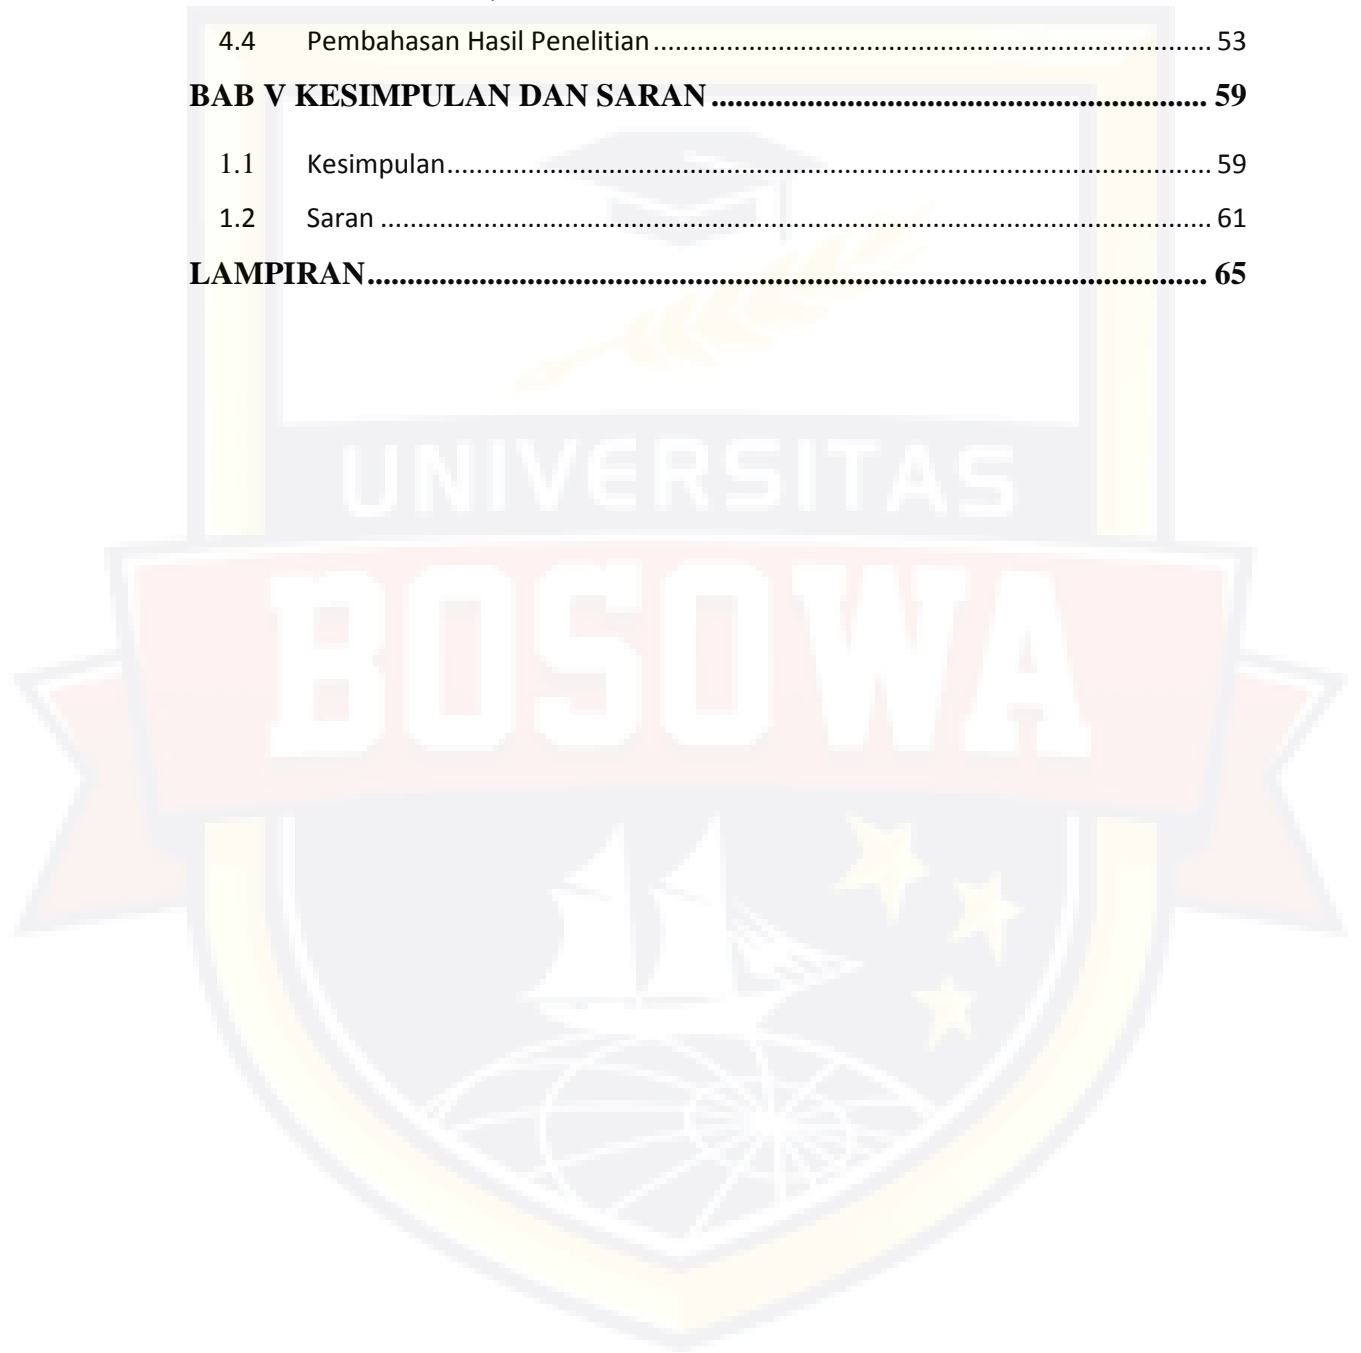 4.4 Pembahasan Hasil Penelitian.......... 53
BAB V KESIMPULAN DAN SARAN.......... 59
1.1 Kesimpulan.......... 59
1.2 Saran.......... 61
LAMPIRAN.......... 65
UNIVERSITAS
BOSOWA